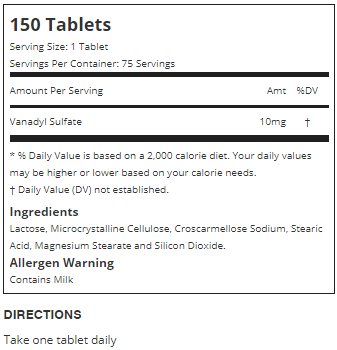 150 Tablets
Serving Size: 1 Tablet
Servings Per Container: 75 Servings
Amount Per Serving Amt %DV
Vanadyl Sulfate 10mg †
* % Daily Value is based on a 2,000 calorie diet. Your daily values
may be higher or lower based on your calorie needs.
† Daily Value (DV) not established.
Ingredients
Lactose, Microcrystalline Cellulose, Croscarmellose Sodium, Stearic
Acid, Magnesium Stearate and Silicon Dioxide.
Allergen Warning
Contains Milk
DIRECTIONS
Take one tablet daily